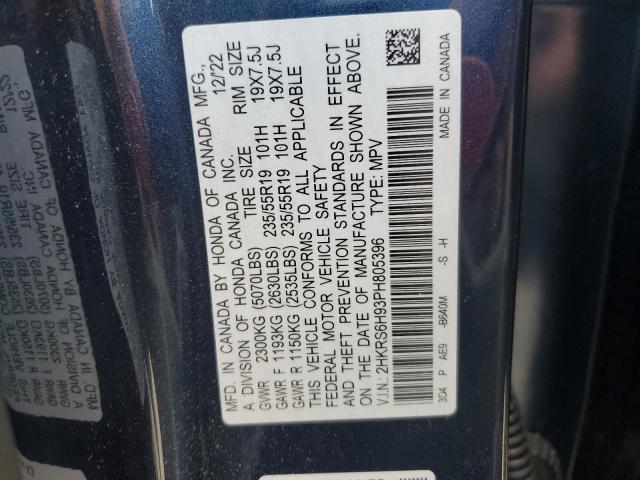 MFD. IN CANADA BY HONDA OF CANADA MFG.,
A DIVISION OF HONDA CANADA INC. 12/22
TIRE SIZE RIM SIZE
GVWR 2300KG (5070LBS)
GAWR F 1193KG (2630LBS) 235/55R19 101H 19X7.5J
GAWR R 1150KG (2535LBS) 235/55R19 101H 19X7.5J
THIS VEHICLE CONFORMS TO ALL APPLICABLE
FEDERAL MOTOR VEHICLE SAFETY
AND THEFT PREVENTION STANDARDS IN EFFECT
ON THE DATE OF MANUFACTURE SHOWN ABOVE.
V.I.N.: 2HKRS6H93PH805396 TYPE: MPV
3D4 P AE9 -B640M -S -H MADE IN CANADA